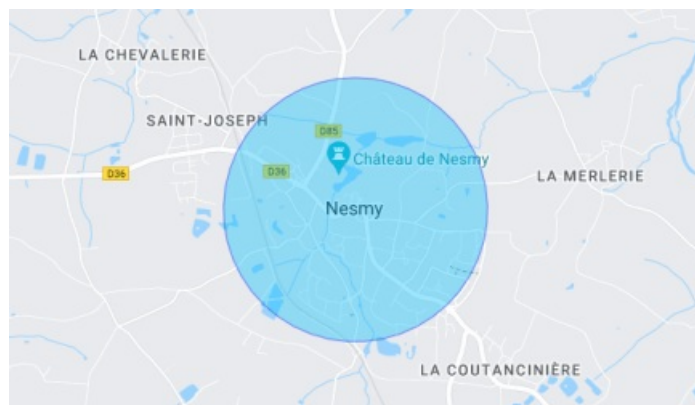 LA CHEVALERIE
SAINT-JOSEPH
D85
Château de Nesmy
D36
D36
LA MERLERIE
Nesmy
LA COUTANCINIÈRE